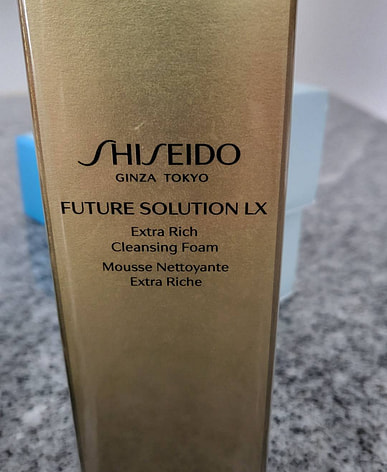 SHISEIDO
GINZA TOKYO
FUTURE SOLUTION LX
Extra Rich
Cleansing Foam
Mousse Nettoyante
Extra Riche